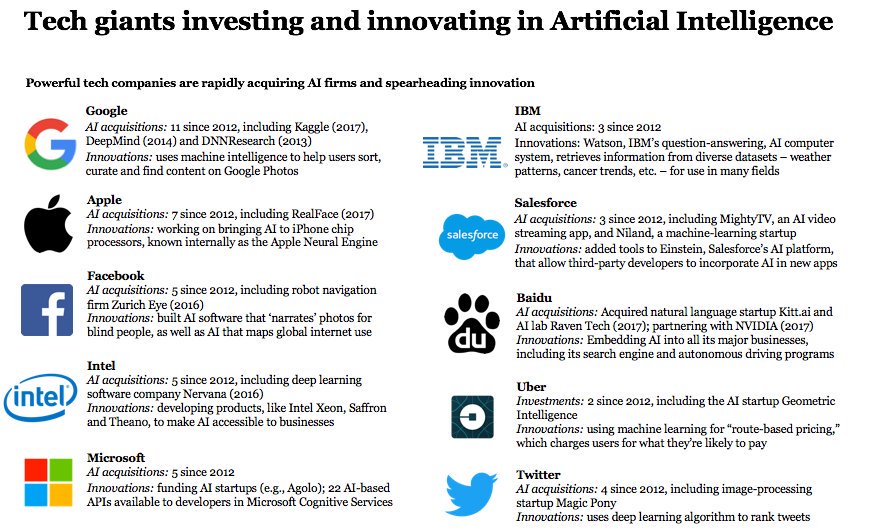 Tech giants investing and innovating in Artificial Intelligence
Powerful tech companies are rapidly acquiring AI firms and spearheading innovation
Google
AI acquisitions: 11 since 2012, including Kaggle (2017),
DeepMind (2014) and DNNResearch (2013)
Innovations: uses machine intelligence to help users sort,
curate and find content on Google Photos
Apple
AI acquisitions: 7 since 2012, including RealFace (2017)
Innovations: working on bringing AI to iPhone chip
processors, known internally as the Apple Neural Engine
Facebook
AI acquisitions: 5 since 2012, including robot navigation
firm Zurich Eye (2016)
Innovations: built AI software that ‘narrates’ photos for
blind people, as well as AI that maps global internet use
intel
Intel
AI acquisitions: 5 since 2012, including deep learning
software company Nervana (2016)
Innovations: developing products, like Intel Xeon, Saffron
and Theano, to make AI accessible to businesses
Microsoft
AI acquisitions: 5 since 2012
Innovations: funding AI startups (e.g., Agolo); 22 AI-based
APIs available to developers in Microsoft Cognitive Services
IBM®
IBM
AI acquisitions: 3 since 2012
Innovations: Watson, IBM’s question-answering, AI computer
system, retrieves information from diverse datasets – weather
patterns, cancer trends, etc. – for use in many fields
salesforce
Salesforce
AI acquisitions: 3 since 2012, including MightyTV, an AI video
streaming app, and Niland, a machine-learning startup
Innovations: added tools to Einstein, Salesforce’s AI platform,
that allow third-party developers to incorporate AI in new apps
du
Baidu
AI acquisitions: Acquired natural language startup Kitt.ai and
AI lab Raven Tech (2017); partnering with NVIDIA (2017)
Innovations: Embedding AI into all its major businesses,
including its search engine and autonomous driving programs
Uber
Investments: 2 since 2012, including the AI startup Geometric
Intelligence
Innovations: using machine learning for “route-based pricing,”
which charges users for what they’re likely to pay
Twitter
AI acquisitions: 4 since 2012, including image-processing
startup Magic Pony
Innovations: uses deep learning algorithm to rank tweets